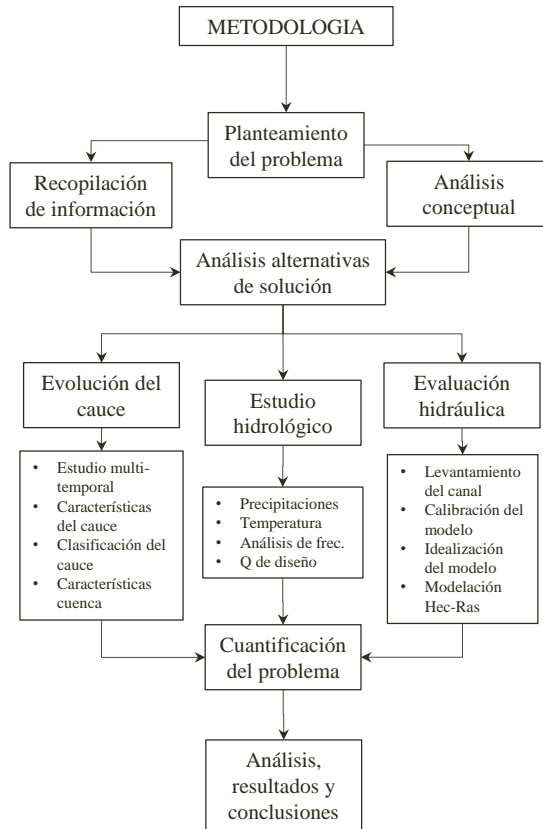 METODOLOGIA
Planteamiento
del problema
Recopilación
de información
Análisis
conceptual
Análisis alternativas
de solución
Evolución del
cauce
Estudio
hidrológico
Evaluación
hidráulica
• Estudio multi-
temporal
• Características
del cauce
• Clasificación del
cauce
• Características
cuenca
• Precipitaciones
• Temperatura
• Análisis de frec.
• Q de diseño
• Levantamiento
del canal
• Calibración del
modelo
• Idealización
del modelo
• Modelación
Hec-Ras
Cuantificación
del problema
Análisis,
resultados y
conclusiones